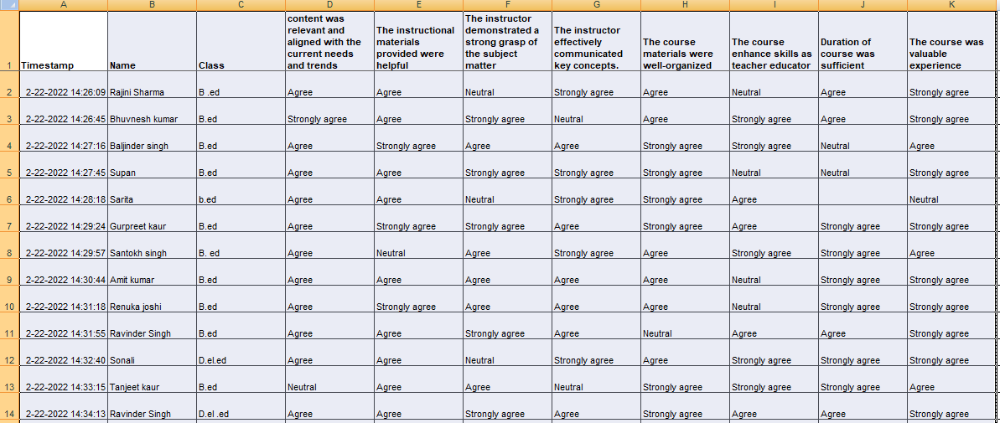 A B C D E F G H I J K
1 Timestamp Name Class content was relevant and aligned with the current needs and trends The instructional materials provided were helpful The instructor demonstrated a strong grasp of the subject matter The instructor effectively communicated key concepts. The course materials were well-organized The course enhance skills as teacher educator Duration of course was sufficient The course was valuable experience
2 2-22-2022 14:26:09 Rajini Sharma B .ed Agree Agree Neutral Strongly agree Agree Neutral Agree Strongly agree
3 2-22-2022 14:26:45 Bhuvnesh kumar B.ed Strongly agree Agree Strongly agree Neutral Agree Strongly agree Agree Strongly agree
4 2-22-2022 14:27:16 Baljinder singh B.ed Agree Strongly agree Agree Agree Strongly agree Strongly agree Neutral Agree
5 2-22-2022 14:27:45 Supan B.ed Agree Agree Strongly agree Strongly agree Strongly agree Neutral Neutral Strongly agree
6 2-22-2022 14:28:18 Sarita b.ed Agree Agree Neutral Strongly agree Strongly agree Agree Neutral
7 2-22-2022 14:29:24 Gurpreet kaur B.ed Agree Strongly agree Strongly agree Agree Strongly agree Agree Strongly agree Strongly agree
8 2-22-2022 14:29:57 Santokh singh B. ed Agree Neutral Agree Strongly agree Agree Strongly agree Strongly agree Agree
9 2-22-2022 14:30:44 Amit kumar B.ed Agree Agree Agree Agree Agree Neutral Strongly agree Strongly agree
10 2-22-2022 14:31:18 Renuka joshi B.ed Agree Strongly agree Agree Agree Agree Neutral Strongly agree Strongly agree
11 2-22-2022 14:31:55 Ravinder Singh B.ed Agree Agree Strongly agree Agree Neutral Agree Agree Strongly agree
12 2-22-2022 14:32:40 Sonali D.el.ed Agree Agree Neutral Strongly agree Agree Strongly agree Strongly agree Strongly agree
13 2-22-2022 14:33:15 Tanjeet kaur B.ed Neutral Agree Agree Neutral Strongly agree Strongly agree Strongly agree Agree
14 2-22-2022 14:34:13 Ravinder Singh D.el .ed Agree Agree Strongly agree Agree Strongly agree Agree Agree Strongly agree